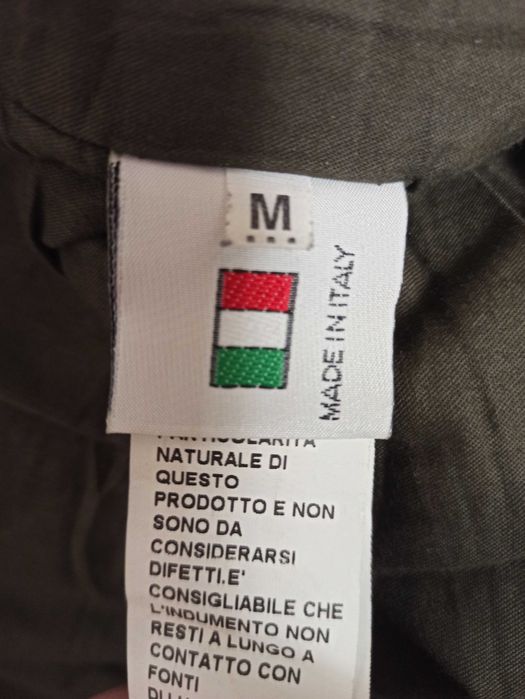 M
MADE IN ITALY
PARTICOLARITÀ
NATURALE DI
QUESTO
PRODOTTO E NON
SONO DA
CONSIDERARSI
DIFETTI.E'
CONSIGLIABILE CHE
L'INDUMENTO NON
RESTI A LUNGO A
CONTATTO CON
FONTI